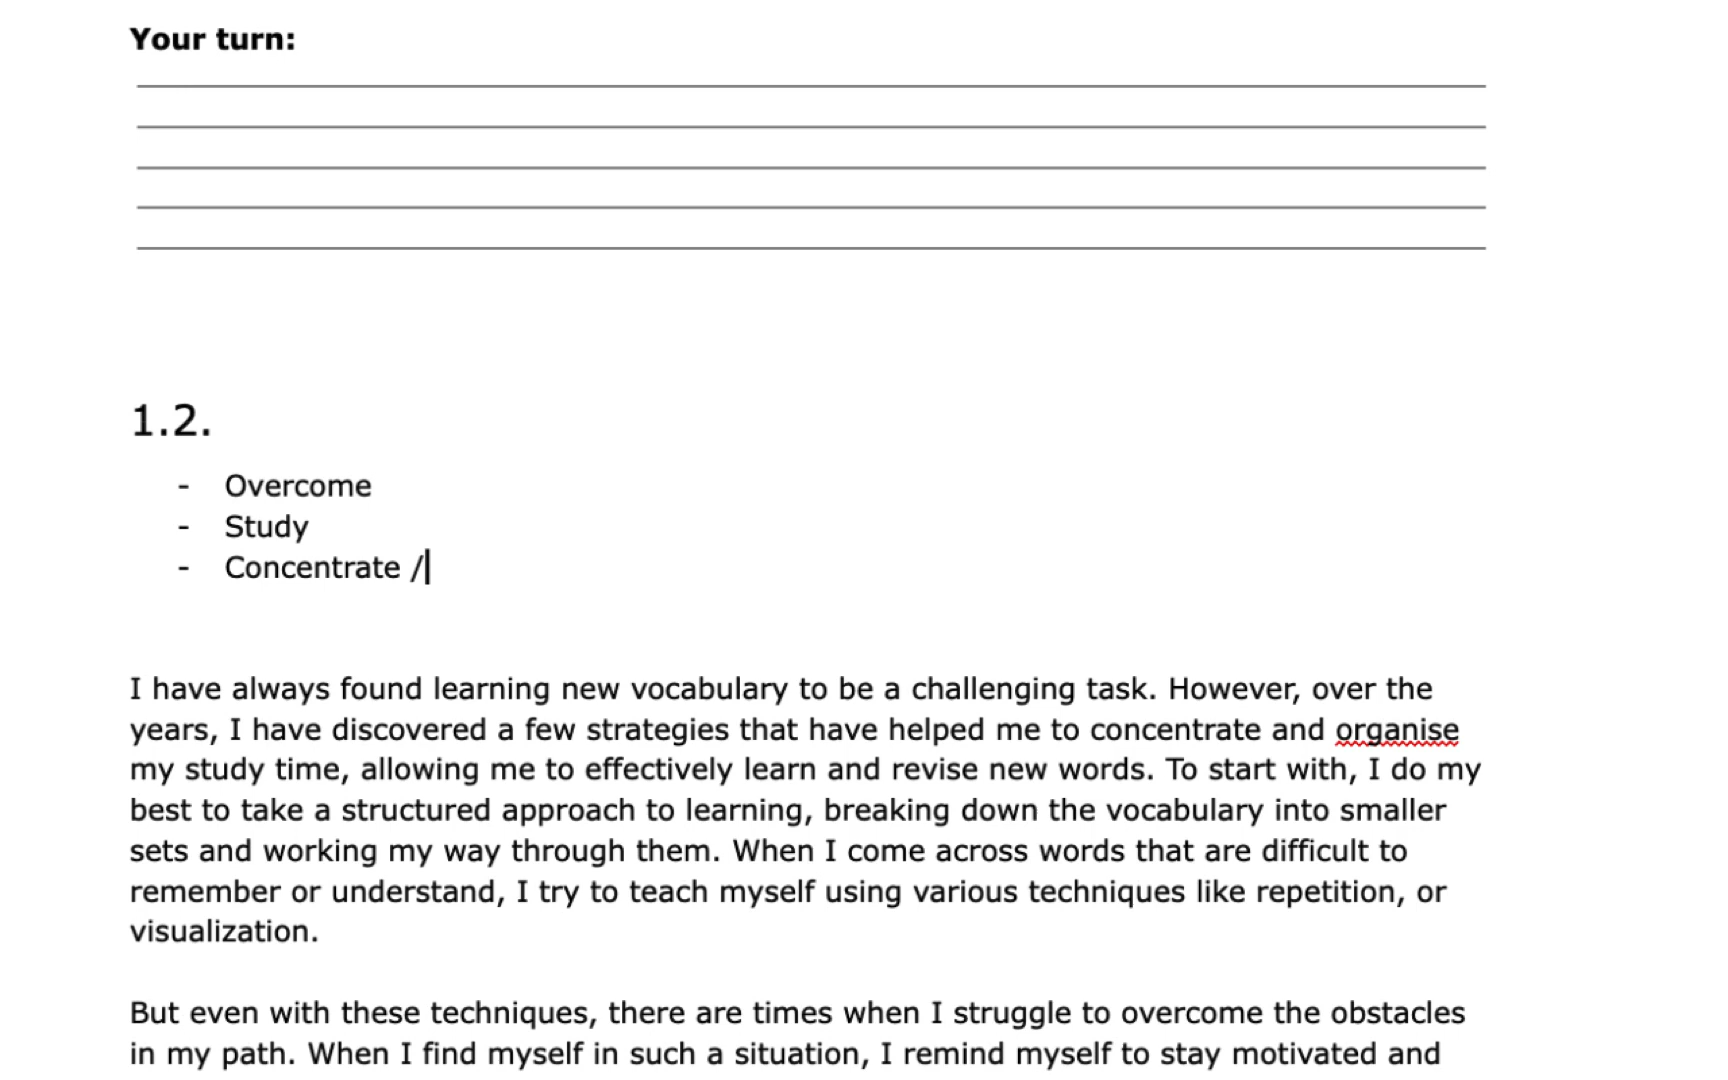 Your turn:
1.2.
- Overcome
- Study
- Concentrate /
I have always found learning new vocabulary to be a challenging task. However, over the
years, I have discovered a few strategies that have helped me to concentrate and organise
my study time, allowing me to effectively learn and revise new words. To start with, I do my
best to take a structured approach to learning, breaking down the vocabulary into smaller
sets and working my way through them. When I come across words that are difficult to
remember or understand, I try to teach myself using various techniques like repetition, or
visualization.
But even with these techniques, there are times when I struggle to overcome the obstacles
in my path. When I find myself in such a situation, I remind myself to stay motivated and